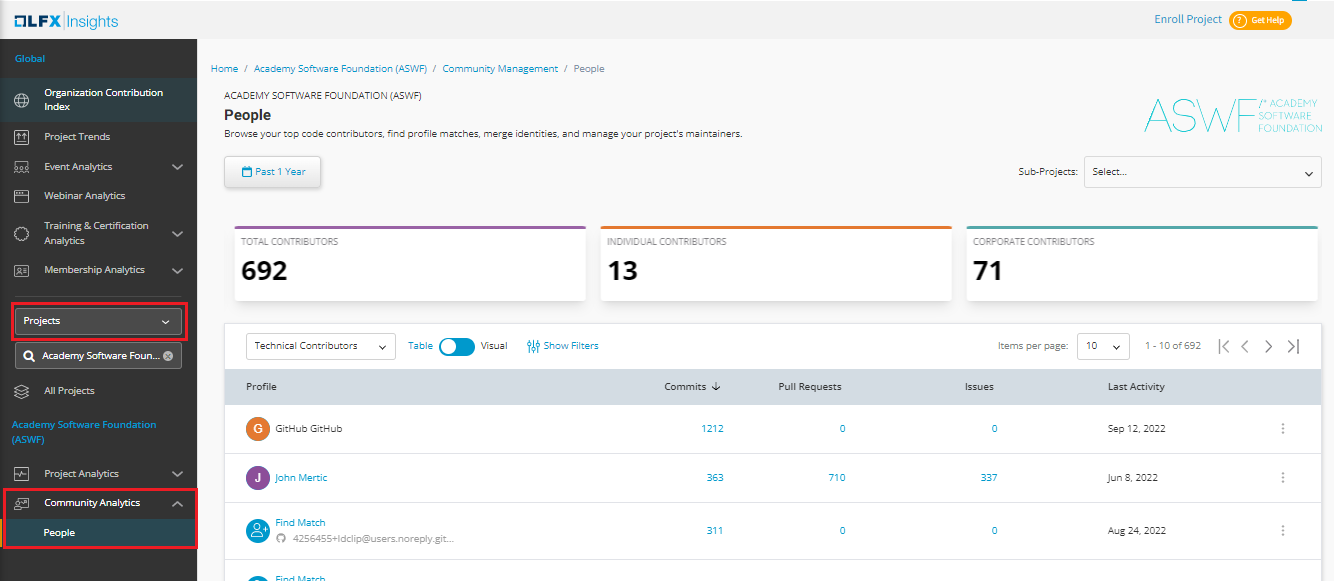 LFX Insights
Enroll Project
Get Help
Global
Organization Contribution
Index
Project Trends
Event Analytics
Webinar Analytics
Training & Certification
Analytics
Membership Analytics
Projects
Academy Software Foun...
All Projects
Academy Software Foundation
(ASWF)
Project Analytics
Community Analytics
People
Home / Academy Software Foundation (ASWF) / Community Management / People
ACADEMY SOFTWARE FOUNDATION (ASWF)
People
Browse your top code contributors, find profile matches, merge identities, and manage your project's maintainers.
ASWF /* ACADEMY
SOFTWARE
FOUNDATION
Past 1 Year
Sub-Projects: Select...
TOTAL CONTRIBUTORS
692
INDIVIDUAL CONTRIBUTORS
13
CORPORATE CONTRIBUTORS
71
Technical Contributors Table Visual Show Filters Items per page: 10 1 - 10 of 692
Profile Commits Pull Requests Issues Last Activity
G GitHub GitHub 1212 0 0 Sep 12, 2022
J John Mertic 363 710 337 Jun 8, 2022
Find Match
4256455+ldclip@users.noreply.git... 311 0 0 Aug 24, 2022
Find Match